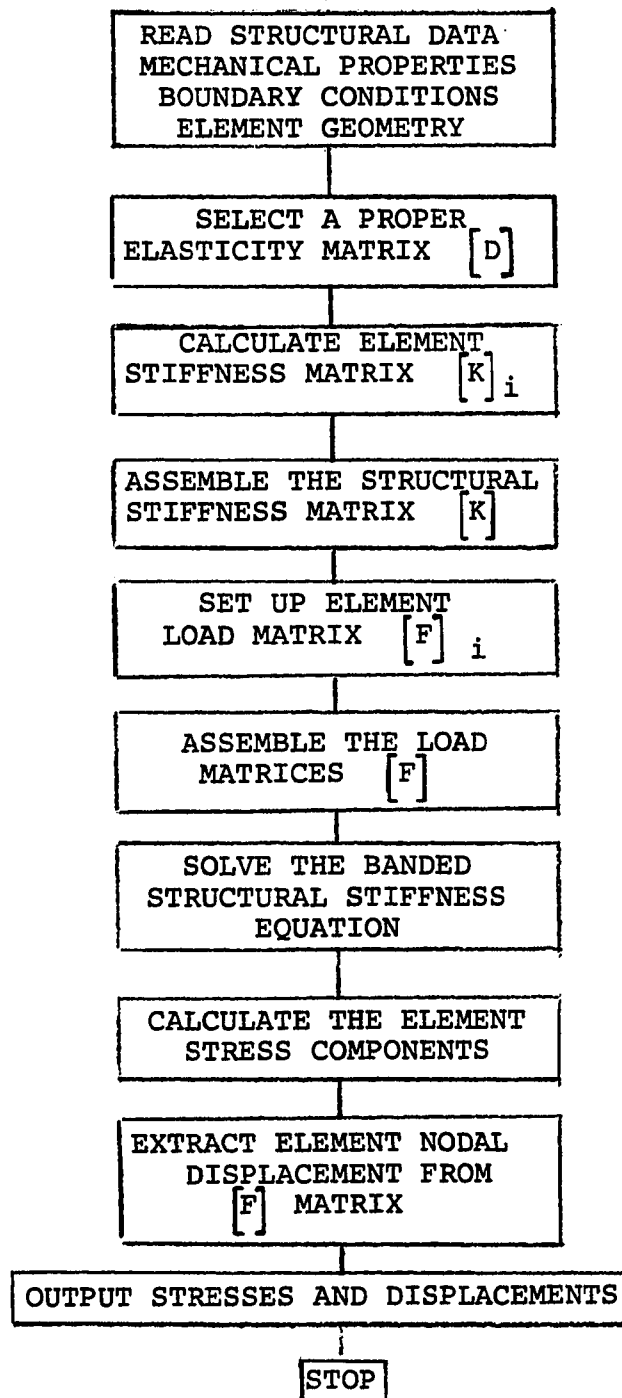 READ STRUCTURAL DATA
MECHANICAL PROPERTIES
BOUNDARY CONDITIONS
ELEMENT GEOMETRY
SELECT A PROPER
ELASTICITY MATRIX [D]
CALCULATE ELEMENT
STIFFNESS MATRIX [K] i
ASSEMBLE THE STRUCTURAL
STIFFNESS MATRIX [K]
SET UP ELEMENT
LOAD MATRIX [F] i
ASSEMBLE THE LOAD
MATRICES [F]
SOLVE THE BANDED
STRUCTURAL STIFFNESS
EQUATION
CALCULATE THE ELEMENT
STRESS COMPONENTS
EXTRACT ELEMENT NODAL
DISPLACEMENT FROM
[F] MATRIX
OUTPUT STRESSES AND DISPLACEMENTS
STOP